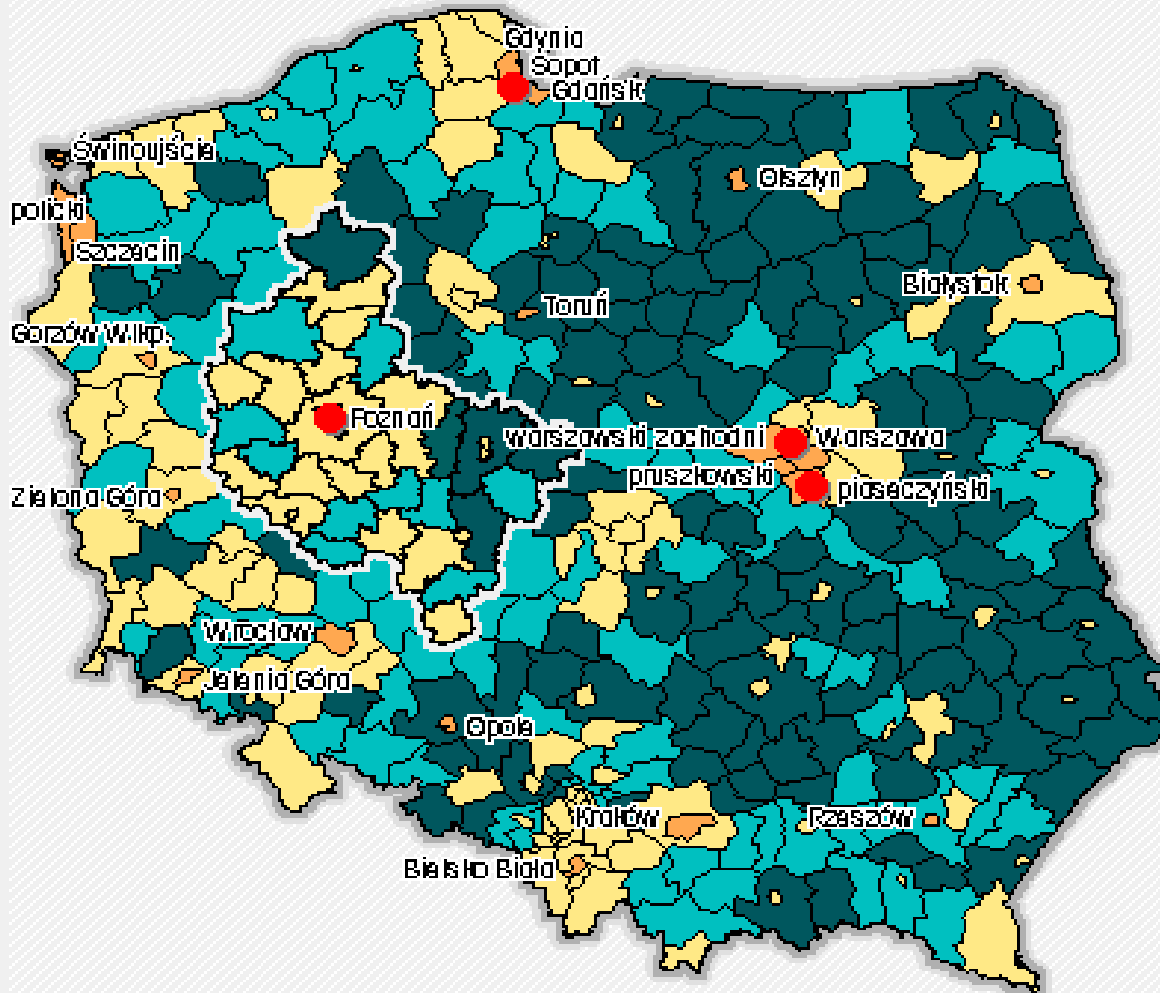 Gdynia
Sopot
Gdańsk
Świnoujście
Olsztyn
policki
Szczecin
Białystok
Toruń
Gorzów Wlkp.
Poznań
warszawski zachodni
Warszawa
pruszkowski
piaseczyński
Zielona Góra
Wrocław
Jelenia Góra
Opole
Kraków
Rzeszów
Bielsko Biała